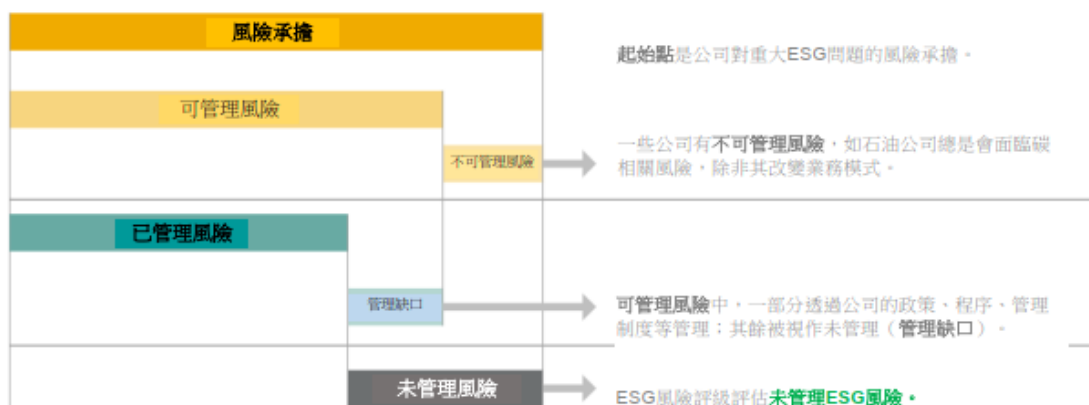 風險承擔
起始點是公司對重大ESG問題的風險承擔。
可管理風險
不可管理風險
一些公司有不可管理風險，如石油公司總是會面臨碳
相關風險，除非其改變業務模式。
已管理風險
管理缺口
可管理風險中，一部分透過公司的政策、程序、管理
制度等管理；其餘被視作未管理（管理缺口）。
未管理風險
ESG風險評級評估未管理ESG風險。